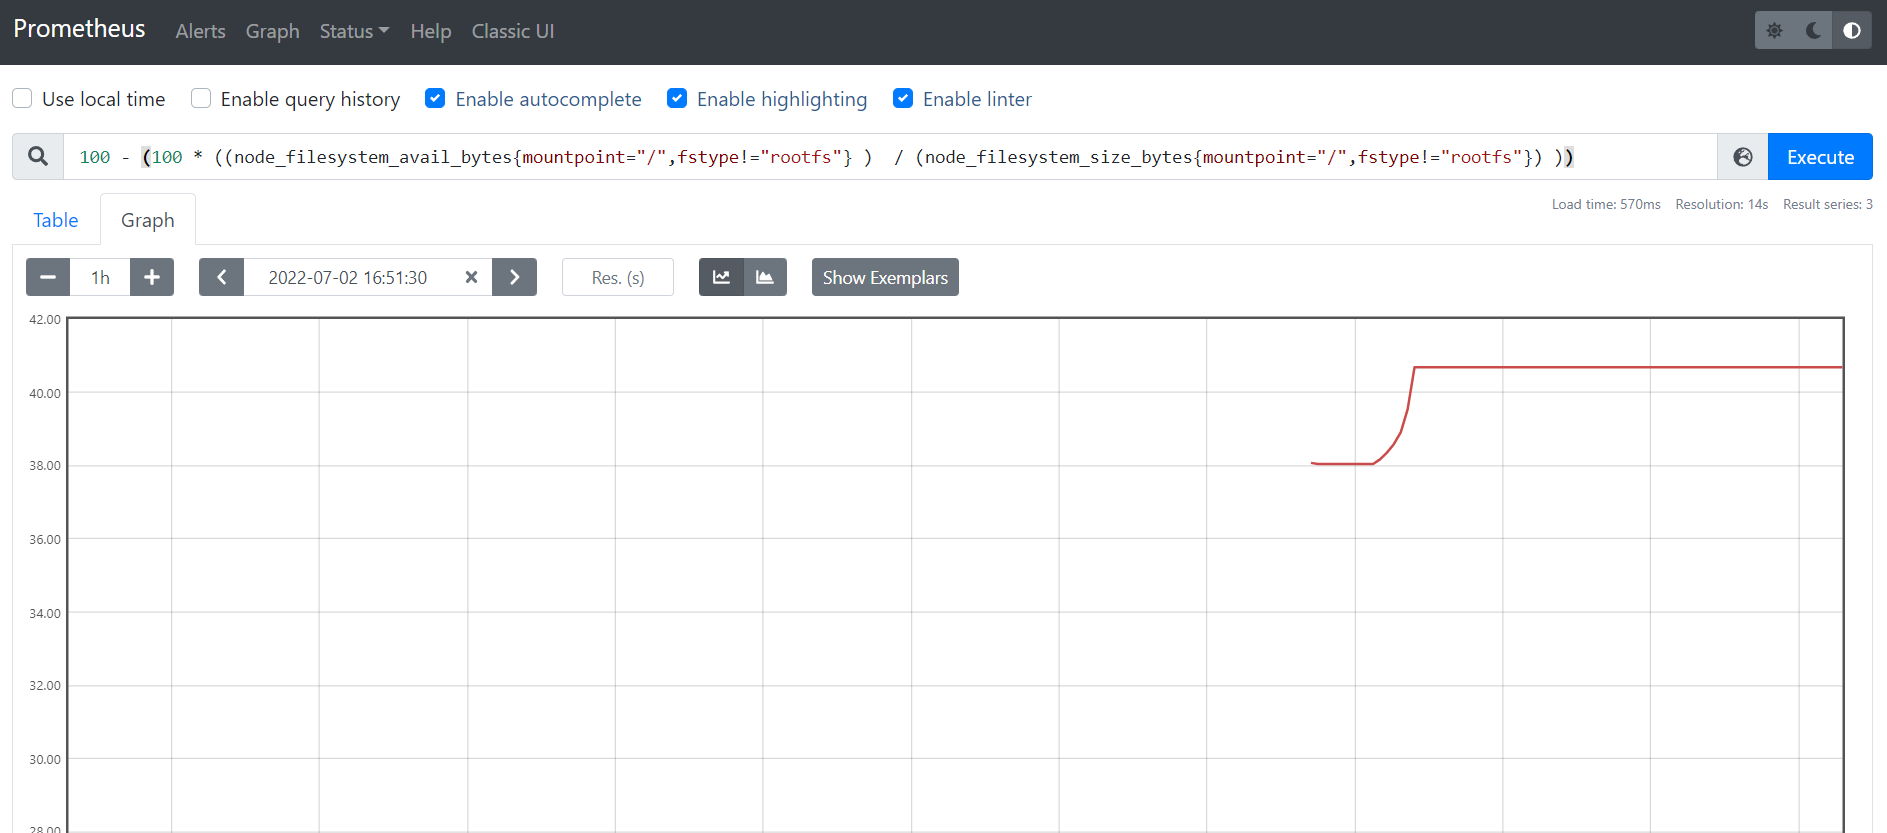 Prometheus Alerts Graph Status Help Classic UI
Use local time Enable query history Enable autocomplete Enable highlighting Enable linter
100 - (100 * ((node_filesystem_avail_bytes{mountpoint="/",fstype!="rootfs"} )  / (node_filesystem_size_bytes{mountpoint="/",fstype!="rootfs"}) )) Execute
Load time: 570ms Resolution: 14s Result series: 3
Table Graph
1h 2022-07-02 16:51:30 Res. (s) Show Exemplars
42.00
40.00
38.00
36.00
34.00
32.00
30.00
28.00